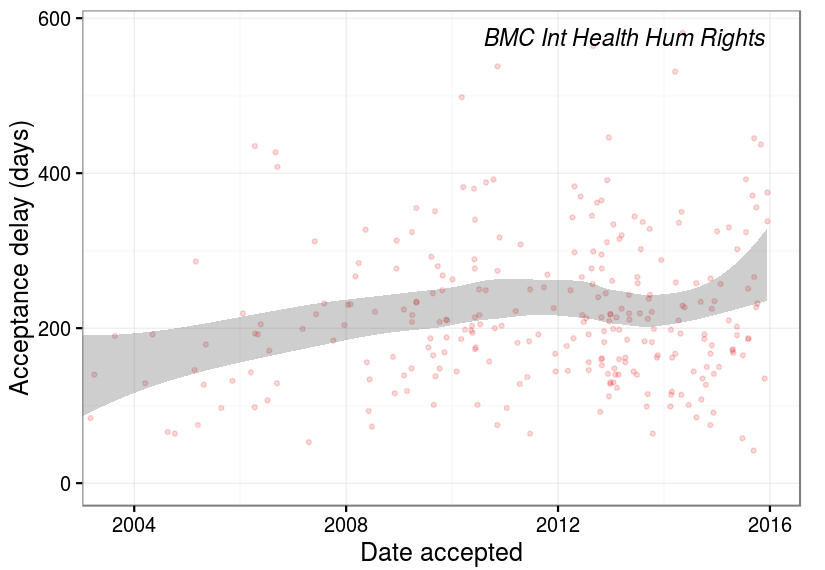 BMC Int Health Hum Rights
600
400
200
0
Acceptance delay (days)
2004 2008 2012 2016
Date accepted